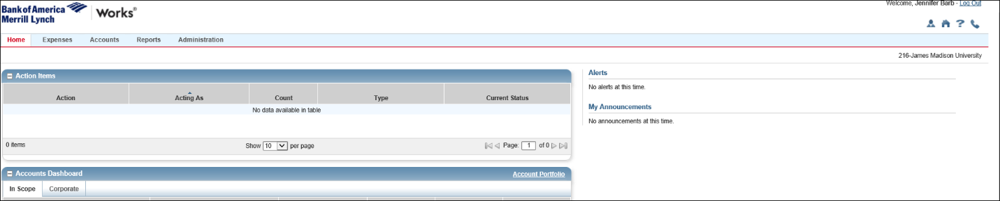 Welcome, Jennifer Barb - Log Out
Bank of America
Merrill Lynch
Works®
Home Expenses Accounts Reports Administration
216-James Madison University
Action Items
Action Acting As Count Type Current Status
No data available in table
0 items Show 10 per page Page: 1 of 0
Alerts
No alerts at this time.
My Announcements
No announcements at this time.
Accounts Dashboard Account Portfolio
In Scope Corporate